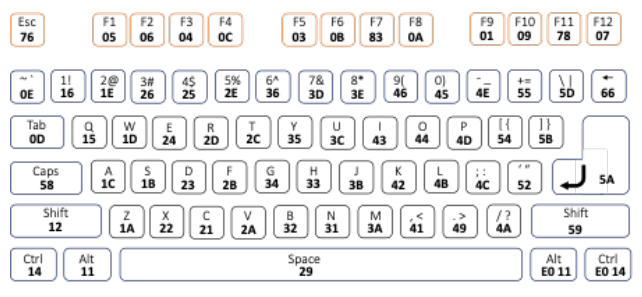 Esc F1 F2 F3 F4 F5 F6 F7 F8 F9 F10 F11 F12
76 05 06 04 0C 03 0B 83 0A 01 09 78 07
~ ` 1! 2@ 3# 4$ 5% 6^ 7& 8* 9( 0) - _ += \ | ←
0E 16 1E 26 25 2E 36 3D 3E 46 45 4E 55 5D 66
Tab Q W E R T Y U I O P [ { ] }
0D 15 1D 24 2D 2C 35 3C 43 44 4D 54 5B
Caps A S D F G H J K L ; : ' "
58 1C 1B 23 2B 34 33 3B 42 4B 4C 52 5A
Shift Z X C V B N M , < . > / ? Shift
12 1A 22 21 2A 32 31 3A 41 49 4A 59
Ctrl Alt Space Alt Ctrl
14 11 29 E0 11 E0 14